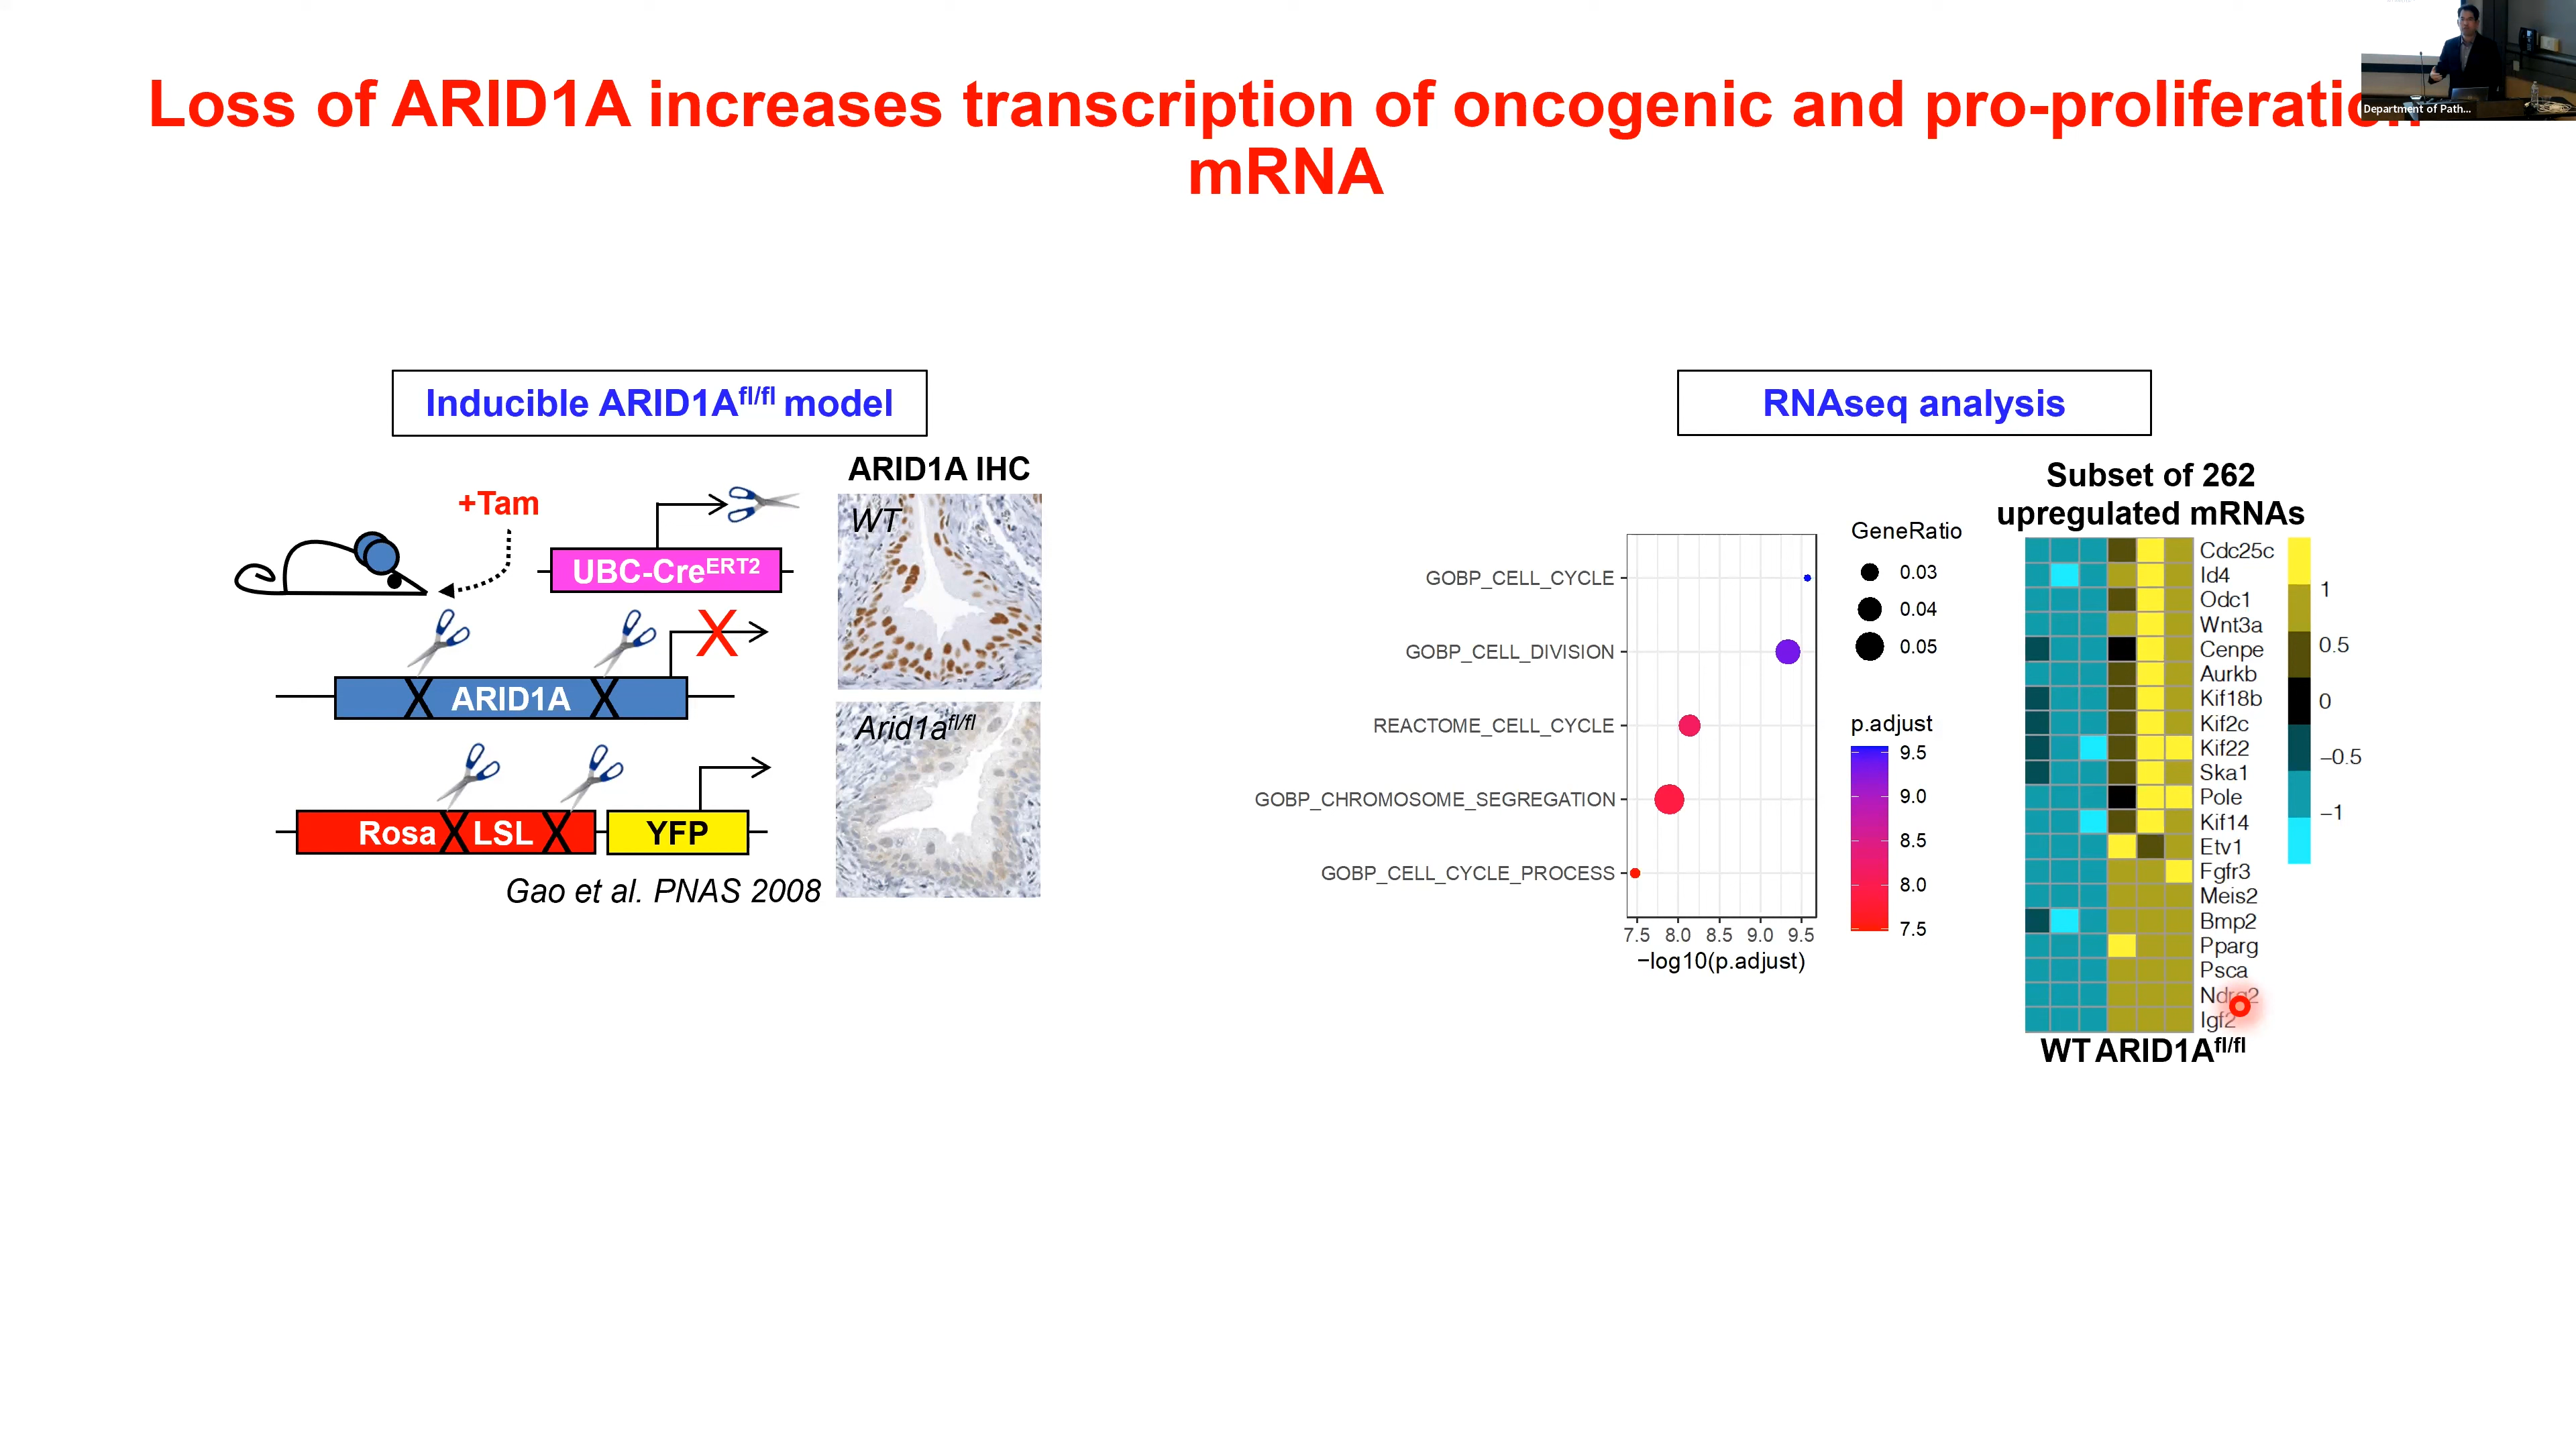 Loss of ARID1A increases transcription of oncogenic and pro-proliferation
mRNA
Department of Path...
Inducible ARID1Afl/fl model
ARID1A IHC
+Tam
UBC-CreERT2
WT
X
X ARID1A X
Arid1afl/fl
Rosa X LSL X YFP
Gao et al. PNAS 2008
RNAseq analysis
GOBP_CELL_CYCLE
GOBP_CELL_DIVISION
REACTOME_CELL_CYCLE
GOBP_CHROMOSOME_SEGREGATION
GOBP_CELL_CYCLE_PROCESS
7.5 8.0 8.5 9.0 9.5
−log10(p.adjust)
GeneRatio
0.03
0.04
0.05
p.adjust
9.5
9.0
8.5
8.0
7.5
Subset of 262
upregulated mRNAs
Cdc25c
Id4
Odc1
Wnt3a
Cenpe
Aurkb
Kif18b
Kif2c
Kif22
Ska1
Pole
Kif14
Etv1
Fgfr3
Meis2
Bmp2
Pparg
Psca
Ndrg2
Igf2
1
0.5
0
−0.5
−1
WT ARID1Afl/fl